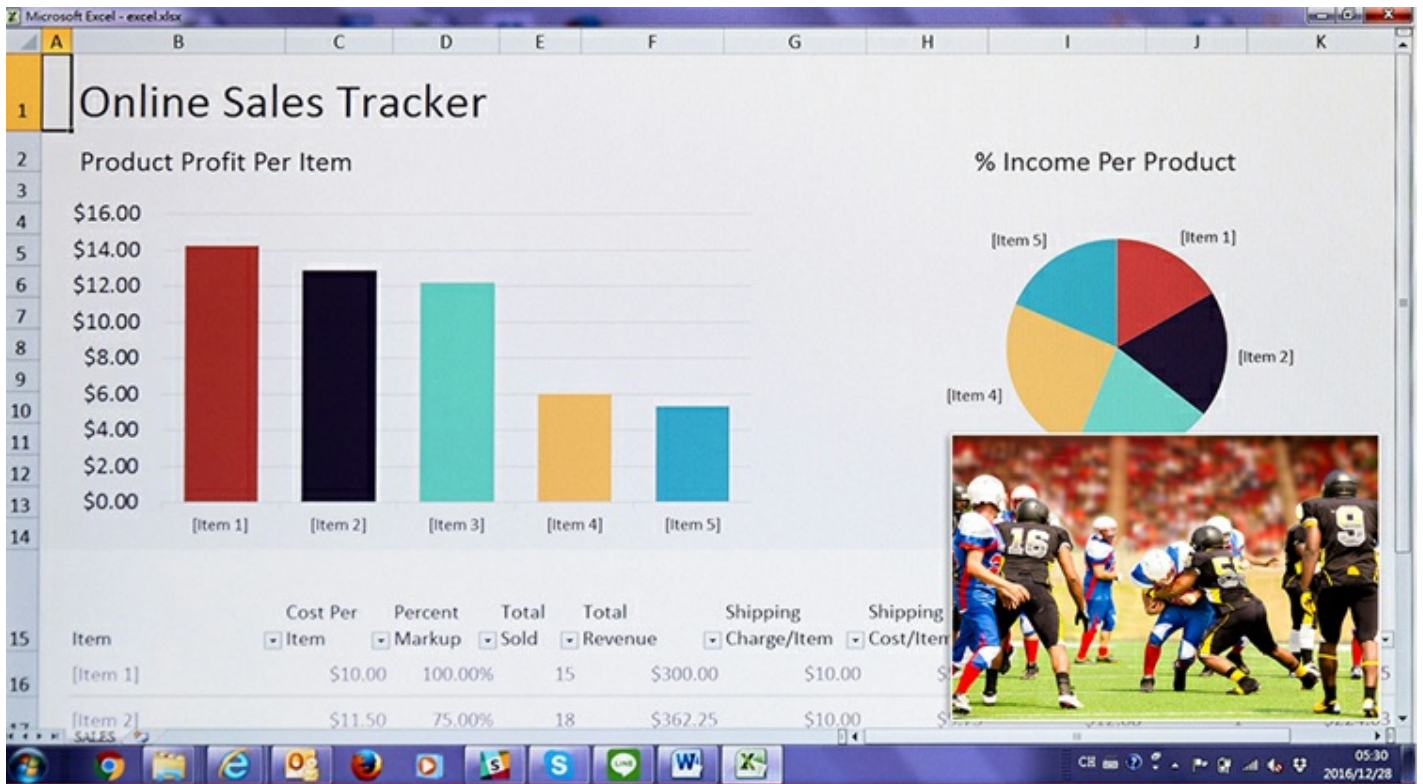 Microsoft Excel - excel.xlsx
A B C D E F G H I J K
1
Online Sales Tracker
2
Product Profit Per Item
% Income Per Product
3
4
5
6
7
8
9
10
11
12
13
14
$16.00
$14.00
$12.00
$10.00
$8.00
$6.00
$4.00
$2.00
$0.00
[Item 1] [Item 2] [Item 3] [Item 4] [Item 5]
[Item 5] [Item 1]
[Item 2]
[Item 4]
16
9
Cost Per Percent Total Total Shipping Shipping
15 Item Item Markup Sold Revenue Charge/Item Cost/Item
16 [Item 1] $10.00 100.00% 15 $300.00 $10.00
[Item 2] $11.50 75.00% 18 $362.25 $10.00
SALES
LINE
CH
05:30
2016/12/28